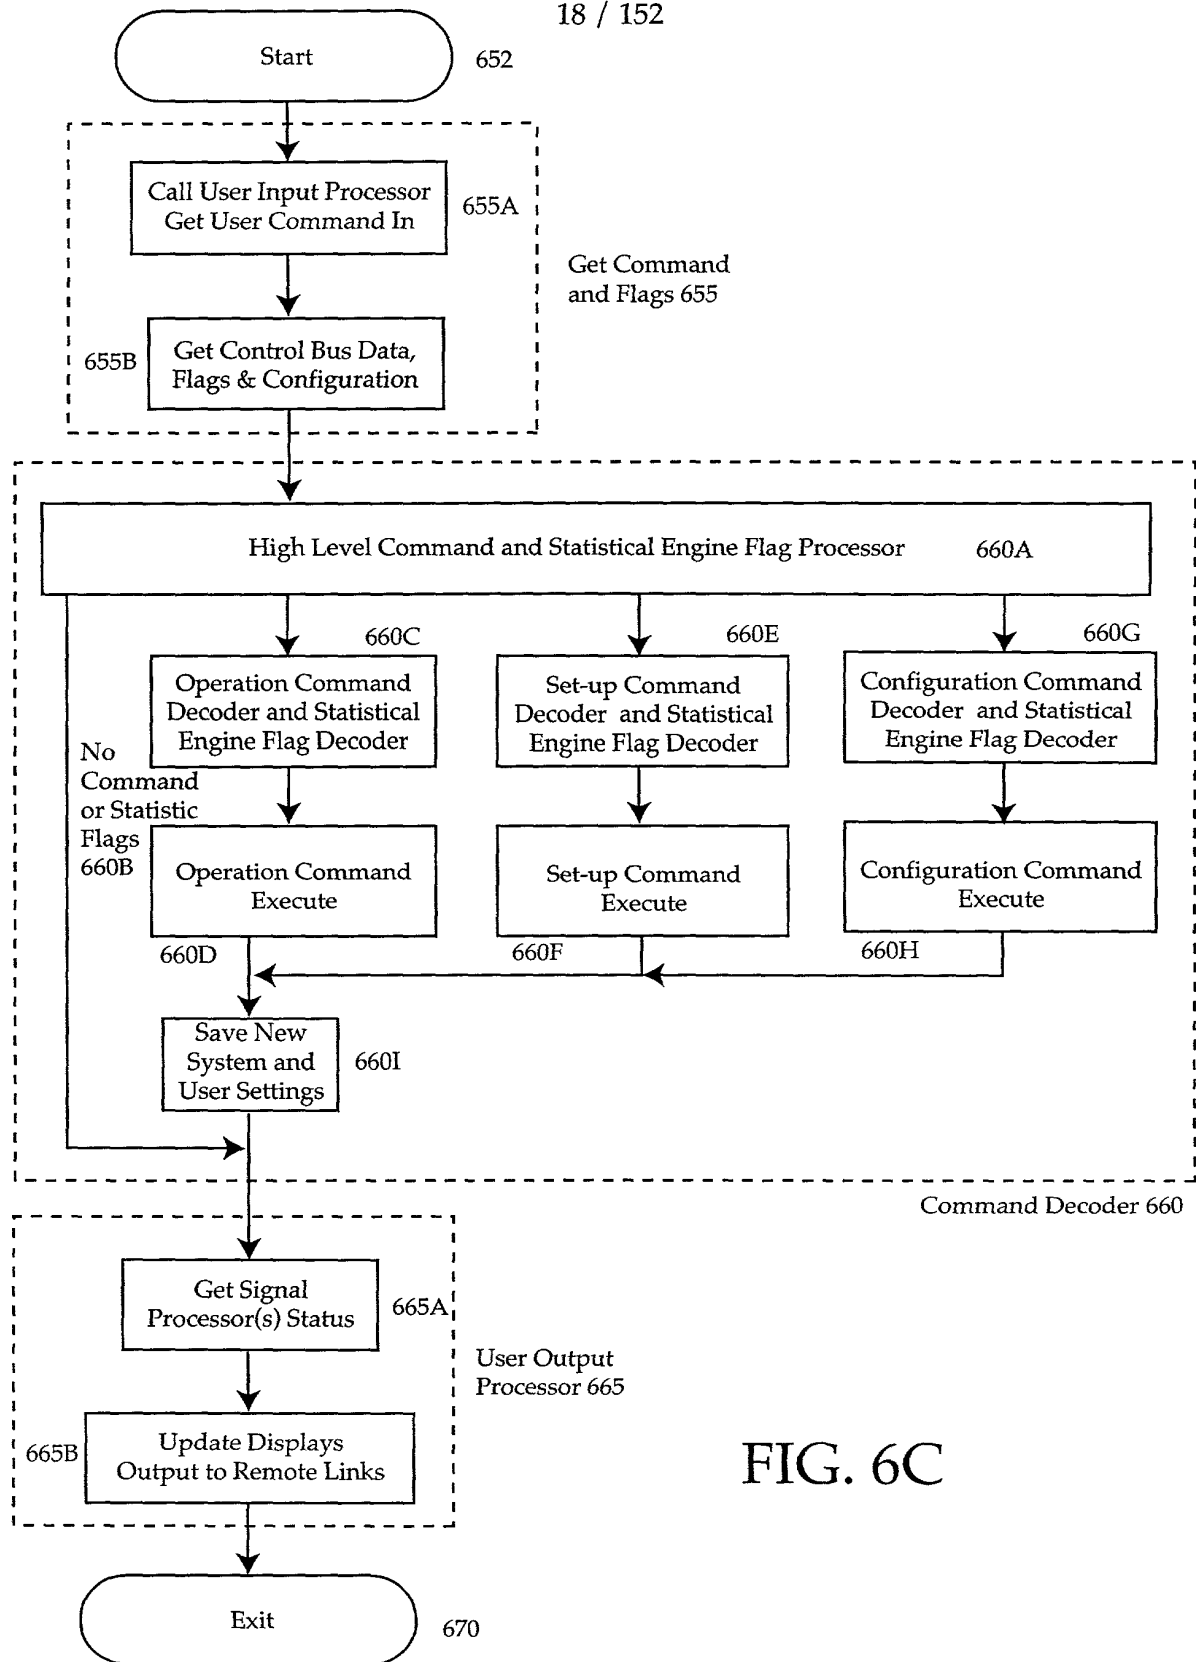 18 / 152
Start
652
Call User Input Processor
Get User Command In
655A
Get Command
and Flags 655
655B
Get Control Bus Data,
Flags & Configuration
High Level Command and Statistical Engine Flag Processor
660A
660C
660E
660G
Operation Command
Decoder and Statistical
Engine Flag Decoder
Set-up Command
Decoder and Statistical
Engine Flag Decoder
Configuration Command
Decoder and Statistical
Engine Flag Decoder
No
Command
or Statistic
Flags
660B
Operation Command
Execute
Set-up Command
Execute
Configuration Command
Execute
660D
660F
660H
Save New
System and
User Settings
660I
Command Decoder 660
Get Signal
Processor(s) Status
665A
User Output
Processor 665
665B
Update Displays
Output to Remote Links
FIG. 6C
Exit
670